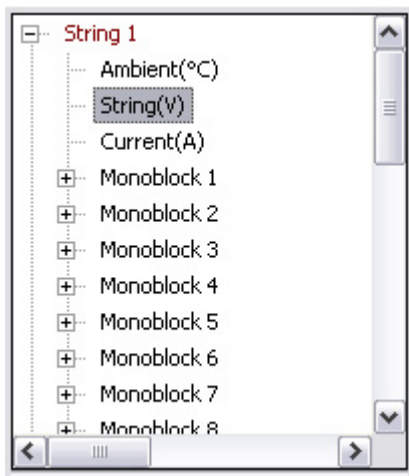 String 1
Ambient(°C)
String(V)
Current(A)
Monoblock 1
Monoblock 2
Monoblock 3
Monoblock 4
Monoblock 5
Monoblock 6
Monoblock 7
Monoblock 8